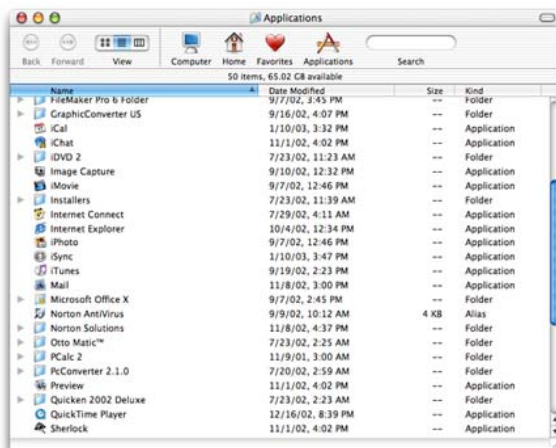 Applications
Back Forward View Computer Home Favorites Applications Search
50 items, 65.02 GB available
Name Date Modified Size Kind
FileMaker Pro 6 Folder 9/7/02, 3:45 PM -- Folder
GraphicConverter US 9/16/02, 4:07 PM -- Folder
iCal 1/10/03, 3:32 PM -- Application
iChat 11/1/02, 4:02 PM -- Application
iDVD 2 7/23/02, 11:23 AM -- Folder
Image Capture 9/10/02, 12:32 PM -- Application
iMovie 9/7/02, 12:46 PM -- Application
Installers 7/23/02, 11:39 AM -- Folder
Internet Connect 7/29/02, 4:11 AM -- Application
Internet Explorer 10/4/02, 12:34 PM -- Application
iPhoto 9/7/02, 12:46 PM -- Application
iSync 1/10/03, 3:47 PM -- Application
iTunes 9/19/02, 2:23 PM -- Application
Mail 11/8/02, 3:00 PM -- Application
Microsoft Office X 9/7/02, 2:45 PM -- Folder
Norton AntiVirus 9/9/02, 10:12 AM 4 KB Alias
Norton Solutions 11/8/02, 4:37 PM -- Folder
Otto Matic™ 7/23/02, 2:25 AM -- Folder
PCalc 2 11/9/01, 3:00 AM -- Folder
PcConverter 2.1.0 7/20/02, 2:59 AM -- Folder
Preview 11/1/02, 4:02 PM -- Application
Quicken 2002 Deluxe 7/23/02, 2:23 AM -- Folder
QuickTime Player 12/16/02, 8:39 PM -- Application
Sherlock 11/1/02, 4:02 PM -- Application